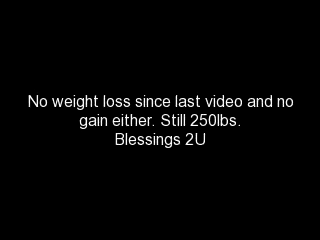 No weight loss since last video and no
gain either. Still 250lbs.
Blessings 2U